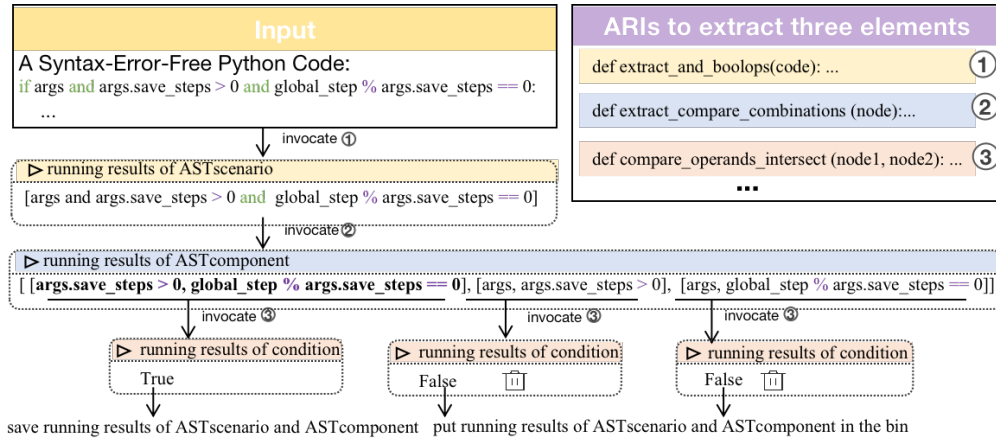 Input
A Syntax-Error-Free Python Code:
if args and args.save_steps > 0 and global_step % args.save_steps == 0:
...
ARIs to extract three elements
def extract_and_boolops(code): ... ①
def extract_compare_combinations (node):... ②
def compare_operands_intersect (node1, node2): ... ③
...
invocate ①
running results of ASTscenario
[args and args.save_steps > 0 and global_step % args.save_steps == 0]
invocate ②
running results of ASTcomponent
[ [args.save_steps > 0, global_step % args.save_steps == 0], [args, args.save_steps > 0], [args, global_step % args.save_steps == 0]]
invocate ③ invocate ③ invocate ③
running results of condition running results of condition running results of condition
True False False
save running results of ASTscenario and ASTcomponent put running results of ASTscenario and ASTcomponent in the bin